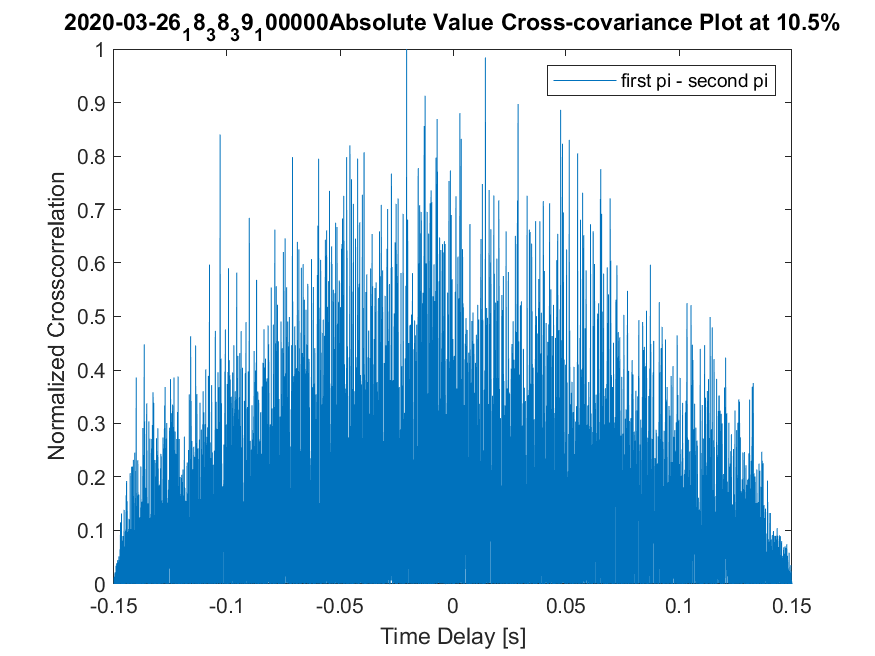 2020-03-26₁8₃8₃9₁00000Absolute Value Cross-covariance Plot at 10.5%
first pi - second pi
1
0.9
0.8
0.7
0.6
0.5
0.4
0.3
0.2
0.1
0
Normalized Crosscorrelation
-0.15 -0.1 -0.05 0 0.05 0.1 0.15
Time Delay [s]